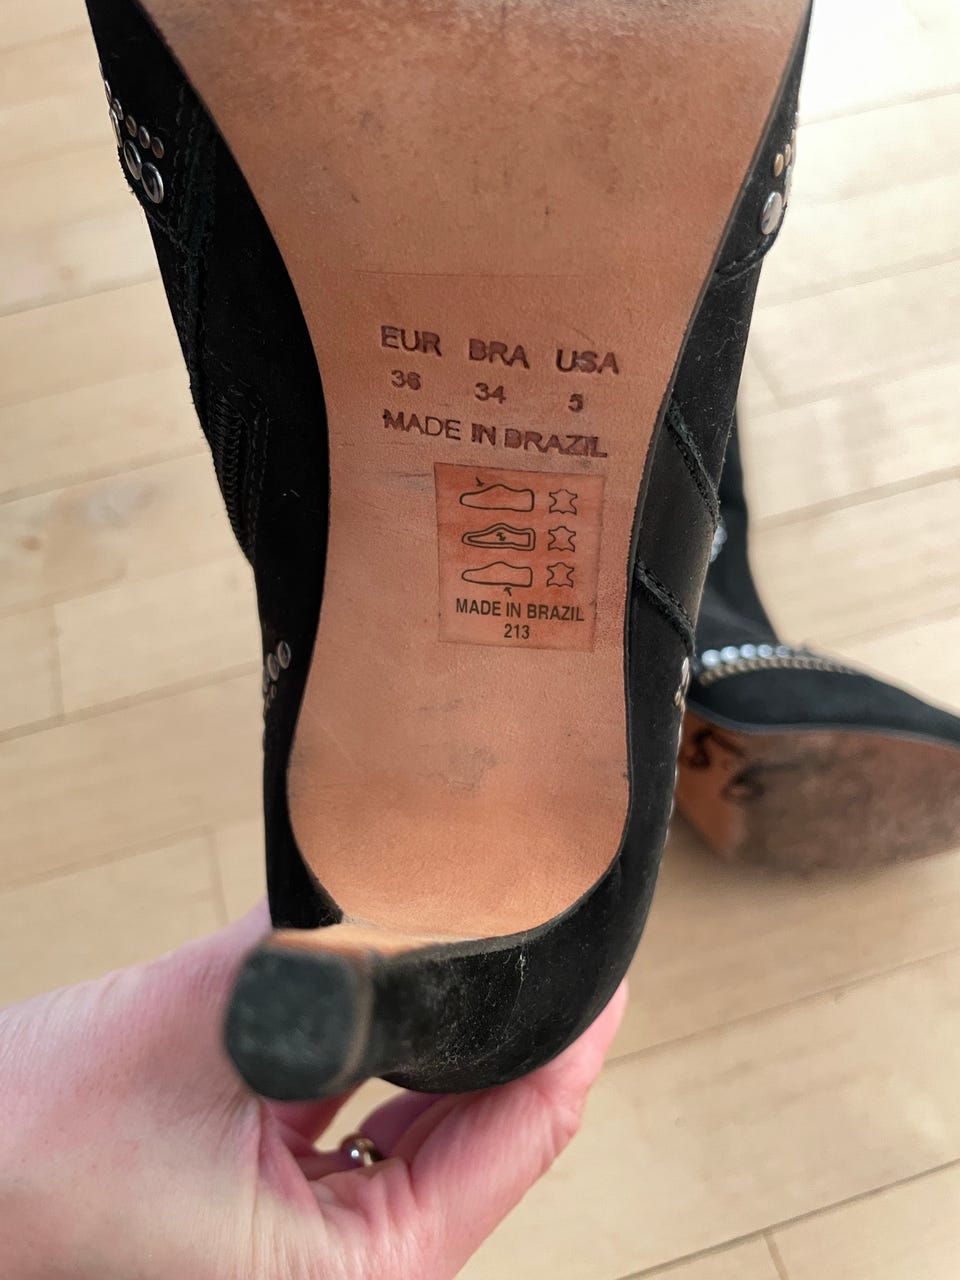 EUR BRA USA
36 34 5
MADE IN BRAZIL
MADE IN BRAZIL
213